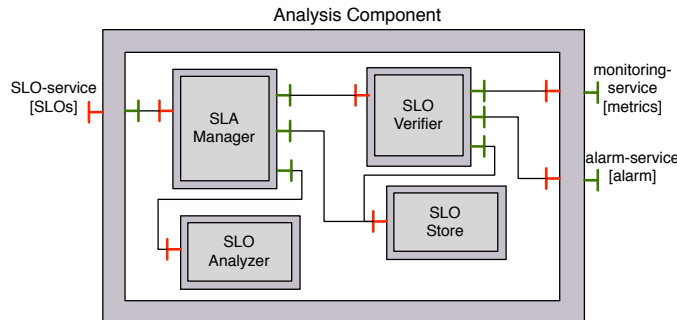 Analysis Component
SLO-service
[SLOs]
SLA
Manager
SLO
Verifier
monitoring-
service
[metrics]
alarm-service
[alarm]
SLO
Analyzer
SLO
Store